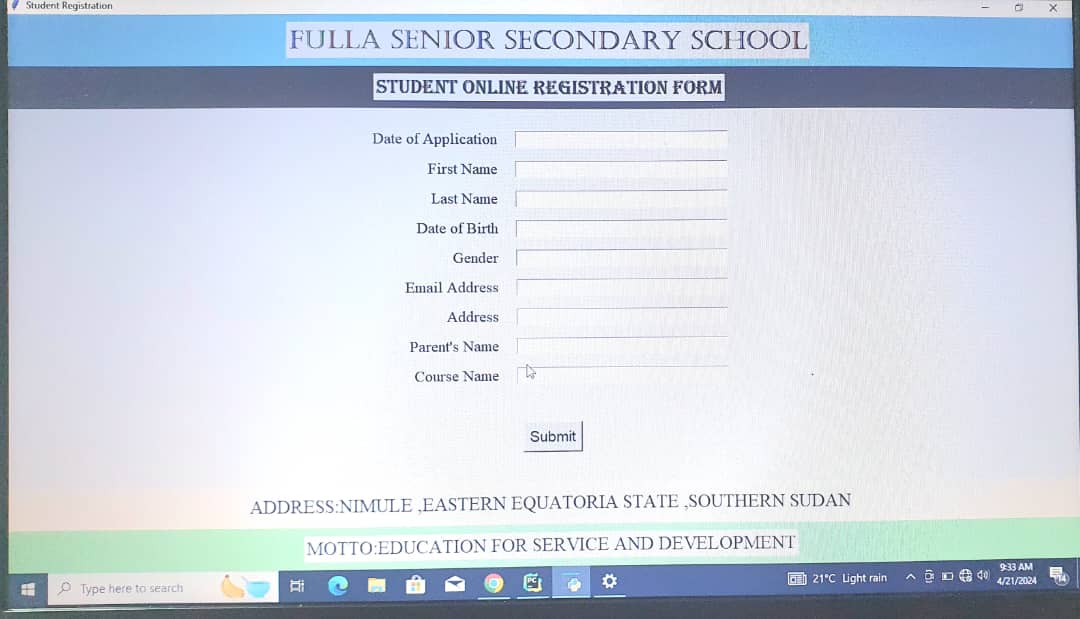 Student Registration
FULLA SENIOR SECONDARY SCHOOL
STUDENT ONLINE REGISTRATION FORM
Date of Application
First Name
Last Name
Date of Birth
Gender
Email Address
Address
Parent's Name
Course Name
Submit
ADDRESS:NIMULE ,EASTERN EQUATORIA STATE ,SOUTHERN SUDAN
MOTTO:EDUCATION FOR SERVICE AND DEVELOPMENT
Type here to search
PC
21°C Light rain
9:33 AM
4/21/2024
14